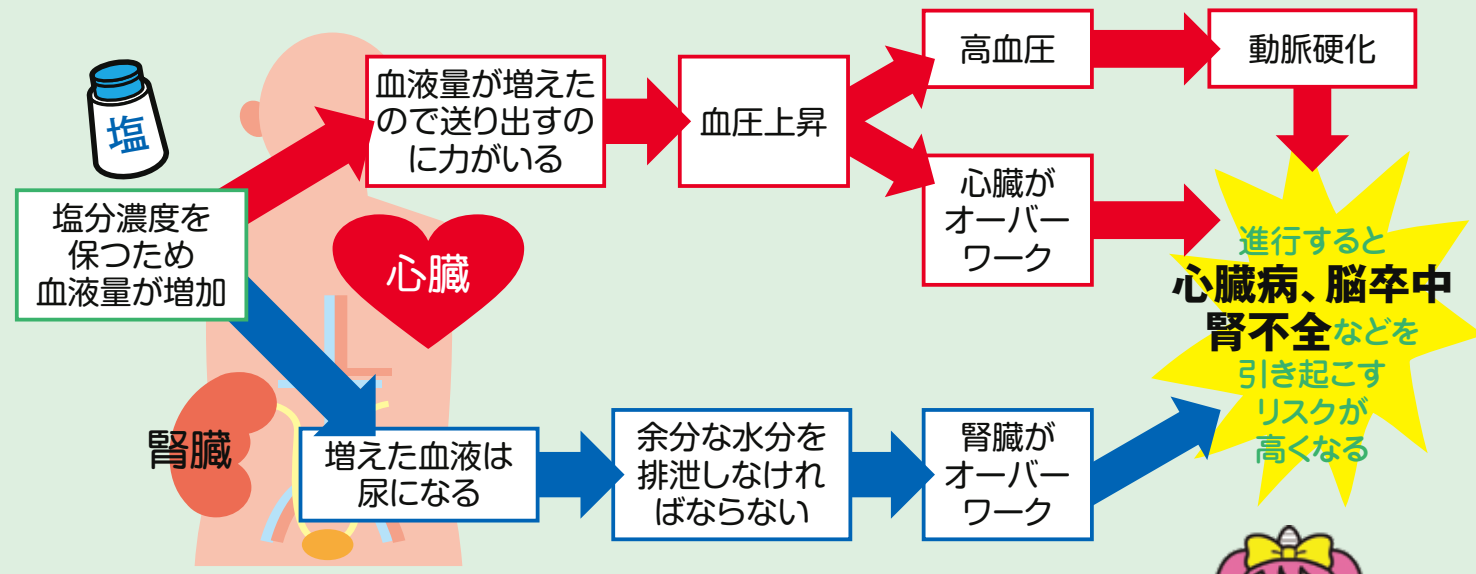 塩
塩分濃度を
保つため
血液量が増加
血液量が増えた
ので送り出すの
に力がいる
血圧上昇
高血圧
動脈硬化
心臓が
オーバー
ワーク
心臓
腎臓
増えた血液は
尿になる
余分な水分を
排泄しなけれ
ばならない
腎臓が
オーバー
ワーク
進行すると
心臓病、脳卒中
腎不全などを
引き起こす
リスクが
高くなる